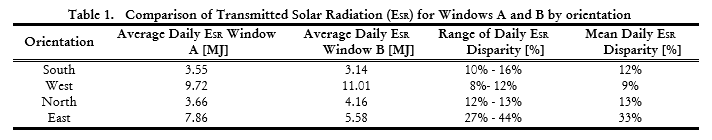 Table 1. Comparison of Transmitted Solar Radiation (ESR) for Windows A and B by orientation
Orientation Average Daily ESR Window A [MJ] Average Daily ESR Window B [MJ] Range of Daily ESR Disparity [%] Mean Daily ESR Disparity [%]
South 3.55 3.14 10% - 16% 12%
West 9.72 11.01 8%- 12% 9%
North 3.66 4.16 12% - 13% 13%
East 7.86 5.58 27% - 44% 33%